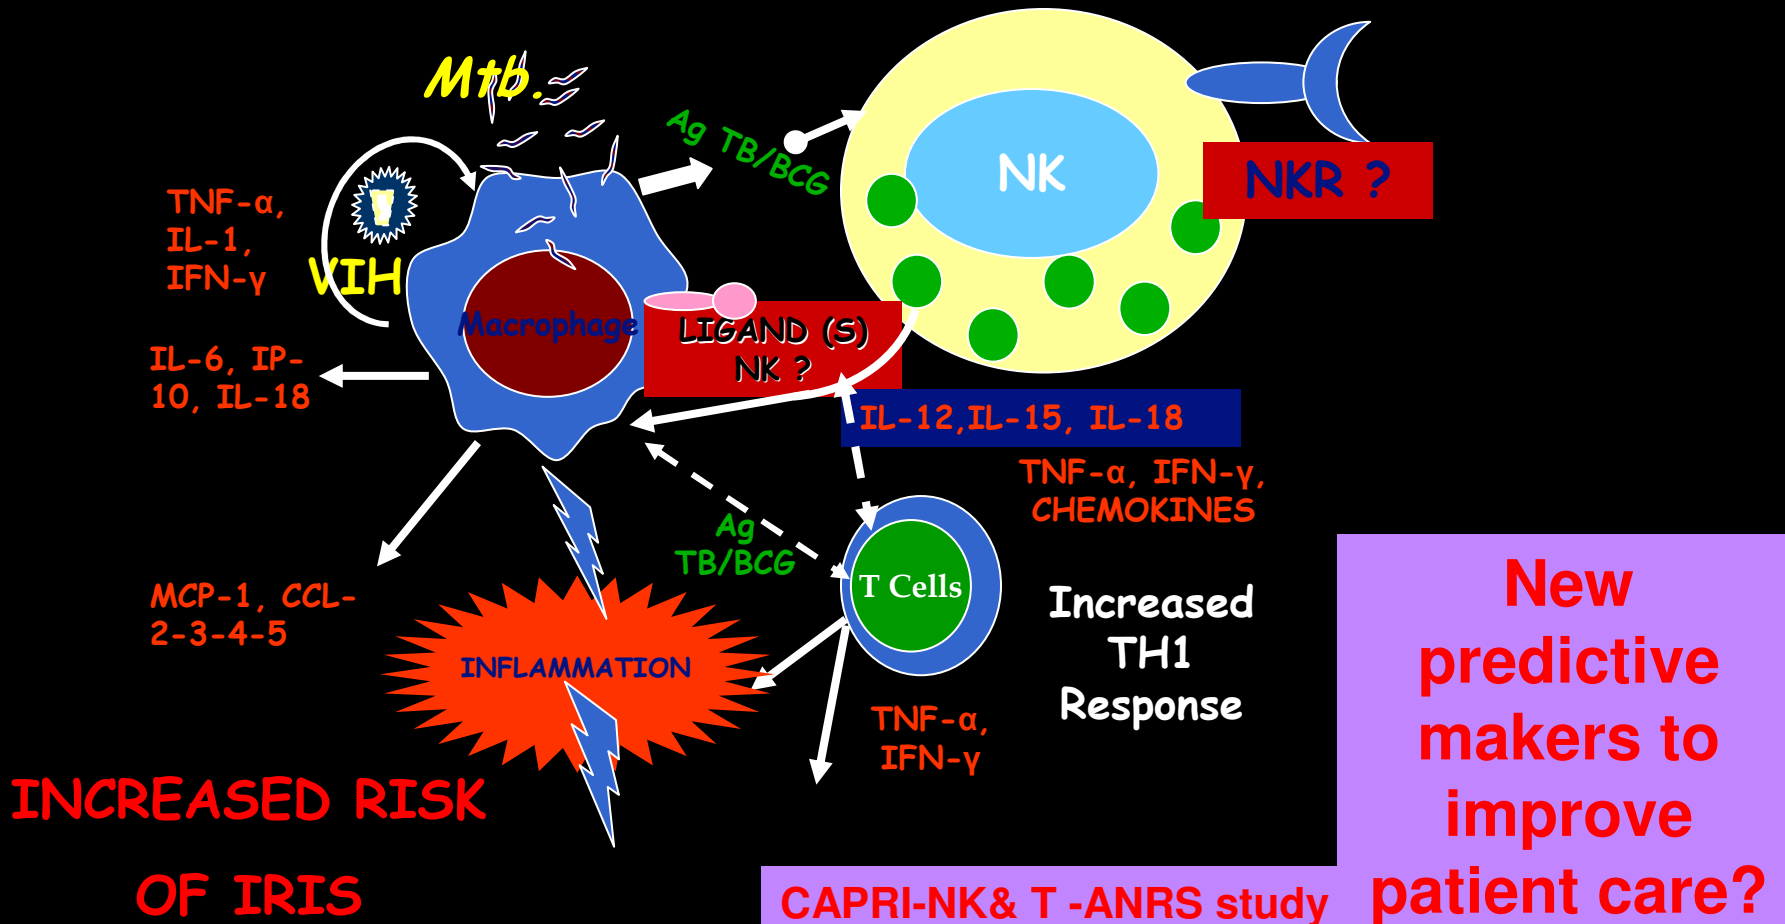 Mtb.
Ag TB/BCG
NK
NKR ?
TNF-α,
IL-1,
IFN-γ
VIH
Macrophage
LIGAND (S)
NK ?
IL-6, IP-
10, IL-18
IL-12,IL-15, IL-18
TNF-α, IFN-γ,
CHEMOKINES
Ag
TB/BCG
T Cells
MCP-1, CCL-
2-3-4-5
Increased
TH1
Response
INFLAMMATION
TNF-α,
IFN-γ
INCREASED RISK
OF IRIS
New
predictive
makers to
improve
patient care?
CAPRI-NK& T -ANRS study